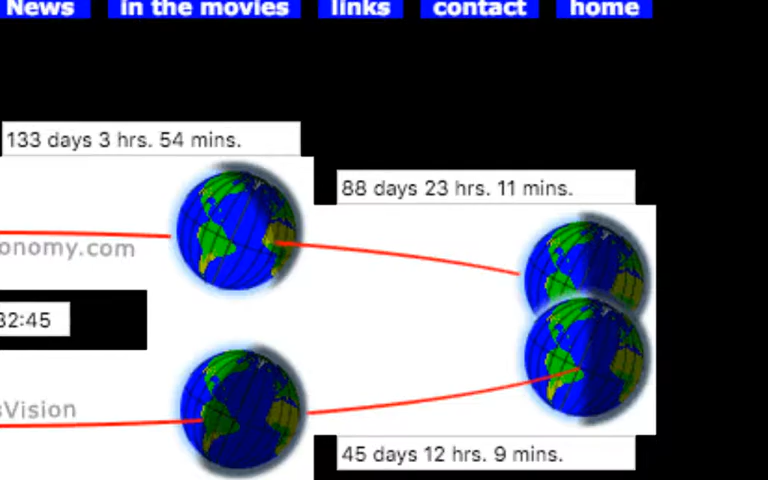 News in the movies links contact home
133 days 3 hrs. 54 mins.
88 days 23 hrs. 11 mins.
onomy.com
32:45
sVision
45 days 12 hrs. 9 mins.